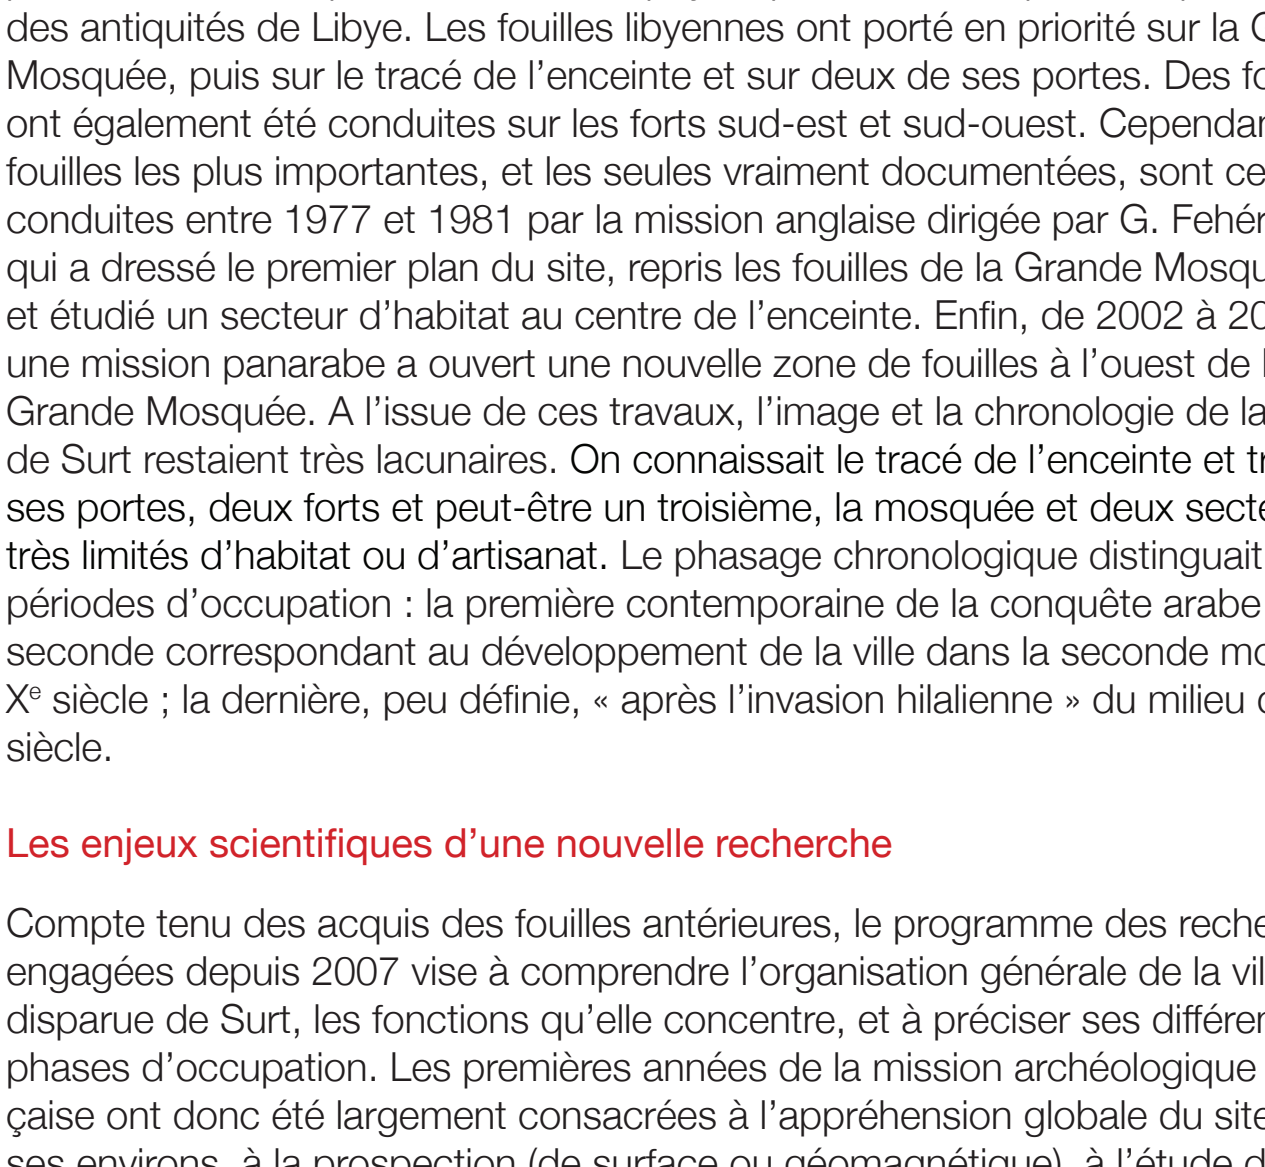 des antiquités de Libye. Les fouilles libyennes ont porté en priorité sur la
Mosquée, puis sur le tracé de l’enceinte et sur deux de ses portes. Des
ont également été conduites sur les forts sud-est et sud-ouest.
fouilles les plus importantes, et les seules vraiment documentées, sont
conduites entre 1977 et 1981 par la mission anglaise dirigée par G. Fehér
qui a dressé le premier plan du site, repris les fouilles de la Grande
et étudié un secteur d’habitat au centre de l’enceinte. Enfin, de 2002 à
une mission panarabe a ouvert une nouvelle zone de fouilles à l’ouest de
Grande Mosquée. A l’issue de ces travaux, l’image et la chronologie de la
de Surt restaient très lacunaires. On connaissait le tracé de l’enceinte et
ses portes, deux forts et peut-être un troisième, la mosquée et deux
très limités d’habitat ou d’artisanat. Le phasage chronologique distinguait
périodes d’occupation : la première contemporaine de la conquête arabe
seconde correspondant au développement de la ville dans la seconde
Xe siècle ; la dernière, peu définie, « après l’invasion hilalienne » du milieu
siècle.
Les enjeux scientifiques d’une nouvelle recherche
Compte tenu des acquis des fouilles antérieures, le programme des
engagées depuis 2007 vise à comprendre l’organisation générale de la
disparue de Surt, les fonctions qu’elle concentre, et à préciser ses
phases d’occupation. Les premières années de la mission archéologique
çaise ont donc été largement consacrées à l’appréhension globale du site
ses environs, à la prospection (de surface ou géomagnétique), à l’étude